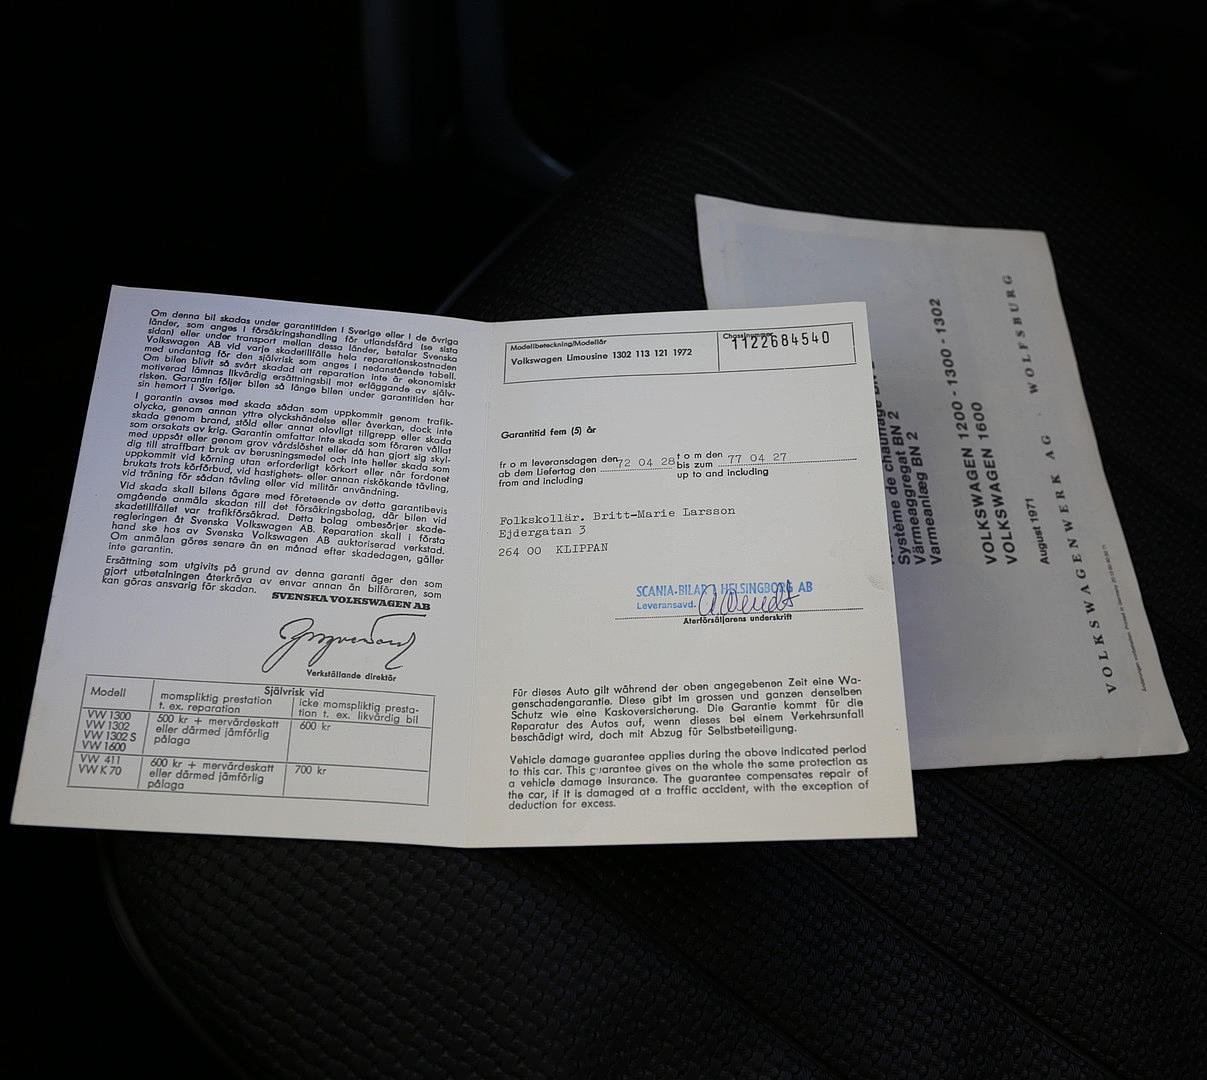 Om denna bil skadas under garantitiden i Sverige eller i de övriga
länder, som anges i försäkringshandling för utlandsfärd (se sista
sidan) eller under transport mellan dessa länder, betalar Svenska
Volkswagen AB vid varje skadetillfälle hela reparationskostnaden
med undantag för den självrisk som anges i nedanstående tabell.
Om bilen blivit så svårt skadad att reparation inte är ekonomiskt
motiverad lämnas likvärdig ersättningsbil mot erläggande av själv-
risken. Garantin följer bilen så länge bilen under garantitiden har
sin hemort i Sverige.
I garantin avses med skada sådan som uppkommit genom trafik-
olycka, genom annan yttre olyckshändelse eller åverkan, dock inte
skada genom brand, stöld eller annat olovligt tillgrepp eller skada
som orsakats av krig. Garantin omfattar inte skada som föraren vållat
med uppsåt eller genom grov vårdslöshet eller då han gjort sig skyl-
dig till straffbart bruk av berusningsmedel och inte heller skada som
uppkommit vid körning utan erforderligt körkort eller när fordonet
brukats trots körförbud, vid hastighets- eller annan riskökande tävling,
vid träning för sådan tävling eller vid militär användning.
Vid skada skall bilens ägare med företeende av detta garantibevis
omgående anmäla skadan till det försäkringsbolag, där bilen vid
skadetillfället var trafikförsäkrad. Detta bolag ombesörjer skade-
regleringen åt Svenska Volkswagen AB. Reparation skall i första
hand ske hos av Svenska Volkswagen AB auktoriserad verkstad.
Om anmälan göres senare än en månad efter skadedagen, gäller
inte garantin.
Ersättning som utgivits på grund av denna garanti äger den som
gjort utbetalningen återkräva av envar annan än bilföraren, som
kan göras ansvarig för skadan.
SVENSKA VOLKSWAGEN AB
Verkställande direktör
Självrisk vid
Modell
momspliktig prestation
t. ex. reparation
icke momspliktig presta-
tion t. ex. likvärdig bil
VW 1300
VW 1302
VW 1302 S
VW 1600
500 kr + mervärdeskatt
eller därmed jämförlig
pålaga
600 kr
VW 411
VW K 70
600 kr + mervärdeskatt
eller därmed jämförlig
pålaga
700 kr
Modellbeteckning/Modellår
Volkswagen Limousine 1302 113 121 1972
Chassinummer
1122684540
Garantitid fem (5) år
fr o m leveransdagen den
ab dem Liefertag den
from and including
72 04 28
t o m den
bis zum
up to and including
77 04 27
Folkskollär. Britt-Marie Larsson
Ejdergatan 3
264 00 KLIPPAN
SCANIA-BILAR I HELSINGBORG AB
Leveransavd.
Återförsäljarens underskrift
Für dieses Auto gilt während der oben angegebenen Zeit eine Wa-
genschadengarantie. Diese gibt im grossen und ganzen denselben
Schutz wie eine Kaskoversicherung. Die Garantie kommt für die
Reparatur des Autos auf, wenn dieses bei einem Verkehrsunfall
beschädigt wird, doch mit Abzug für Selbstbeteiligung.
Vehicle damage guarantee applies during the above indicated period
to this car. This guarantee gives on the whole the same protection as
a vehicle damage insurance. The guarantee compensates repair of
the car, if it is damaged at a traffic accident, with the exception of
deduction for excess.
Système de chauffage BN 2
Värmeaggregat BN 2
Varmeanlæg BN 2
VOLKSWAGEN 1200 - 1300 - 1302
VOLKSWAGEN 1600
August 1971
VOLKSWAGENWERK AG · WOLFSBURG